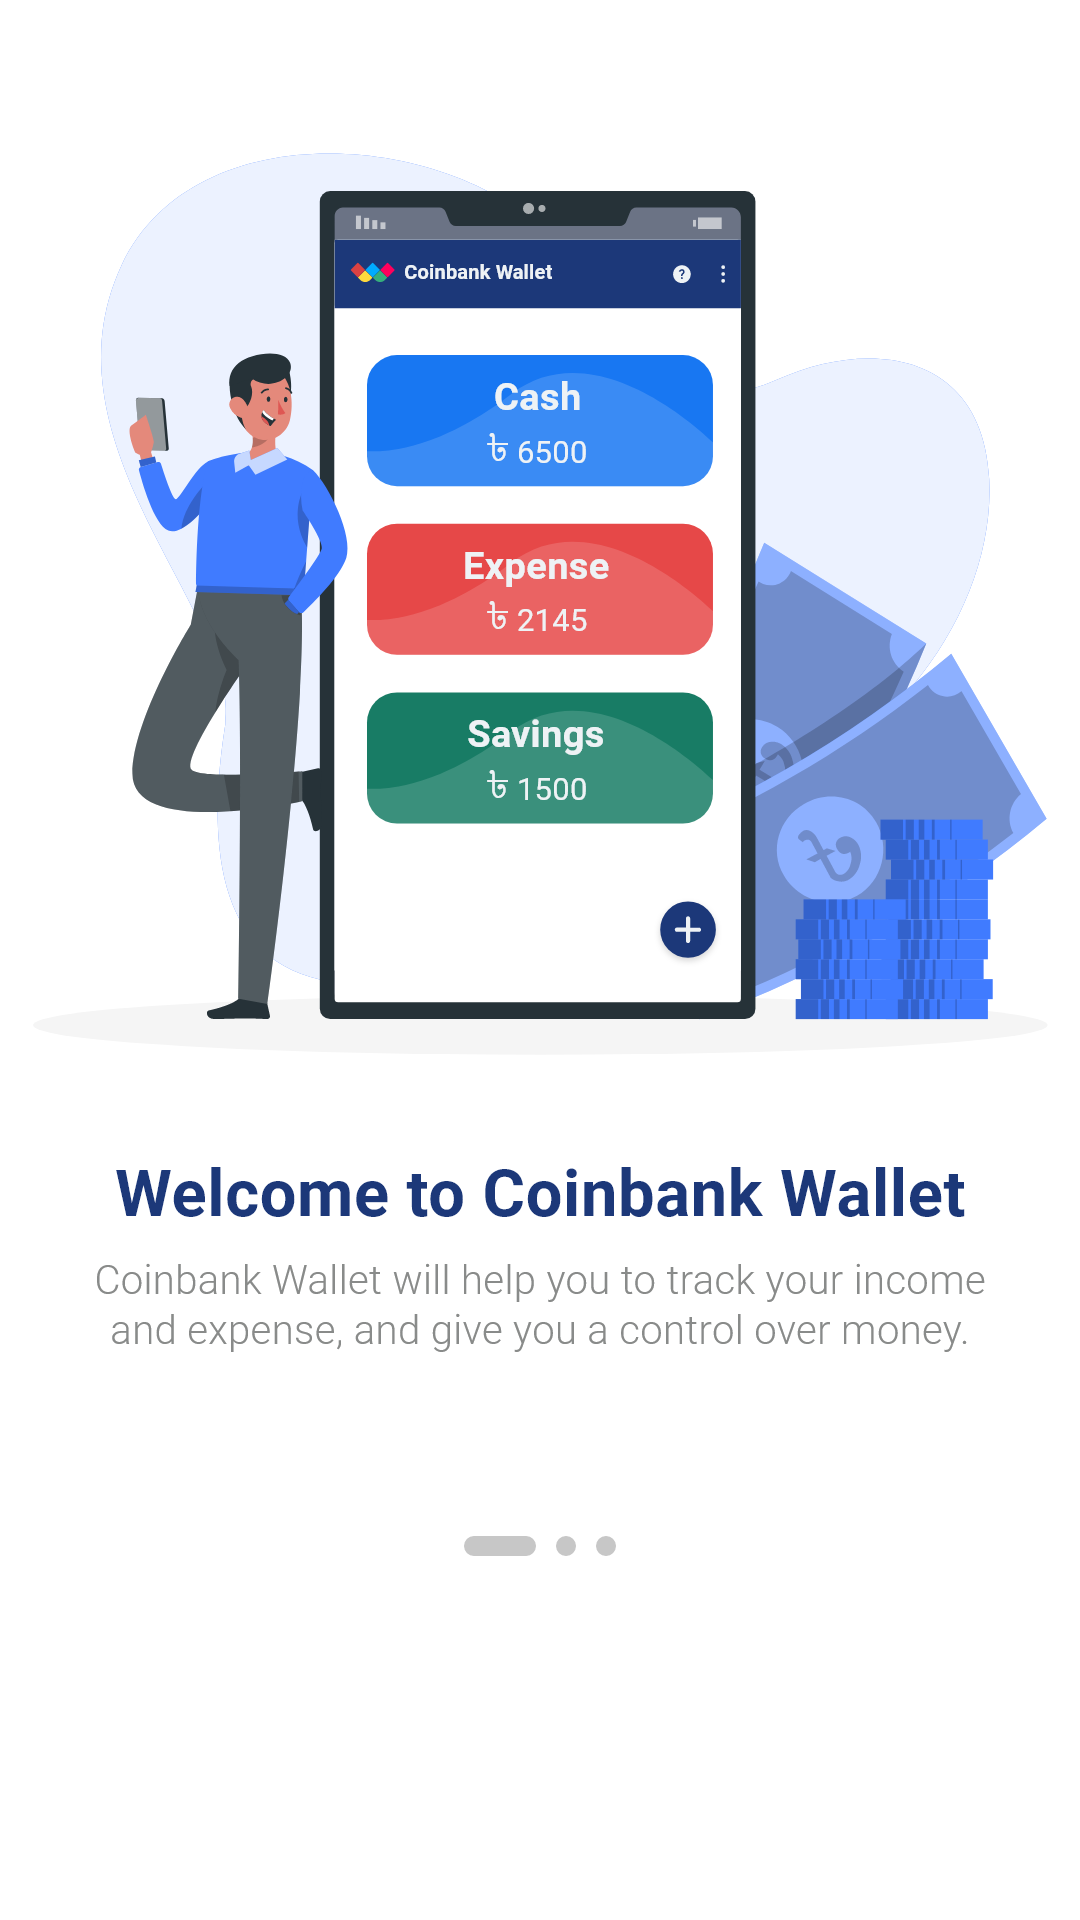 Coinbank Wallet
?
Cash
৳ 6500
Expense
৳ 2145
Savings
৳ 1500
৳
৳
Welcome to Coinbank Wallet
Coinbank Wallet will help you to track your income
and expense, and give you a control over money.